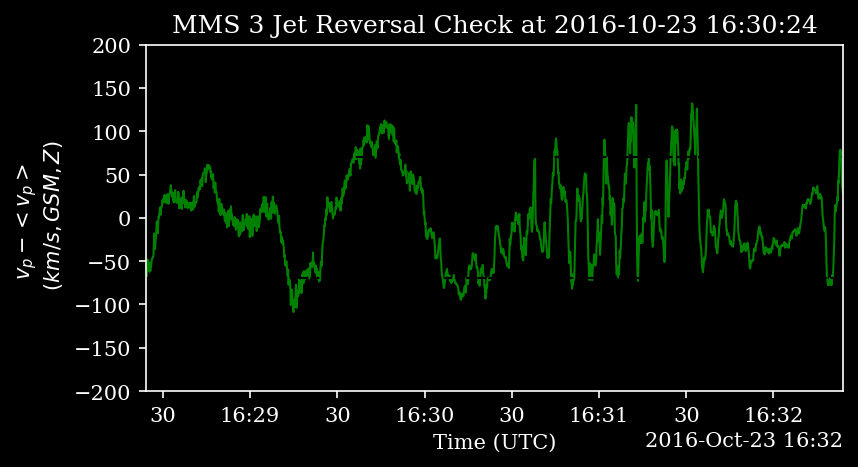 MMS 3 Jet Reversal Check at 2016-10-23 16:30:24
200
150
100
50
0
−50
−100
−150
−200
v_p − <v_p>
(km/s, GSM, Z)
30 16:29 30 16:30 30 16:31 30 16:32
Time (UTC)
2016-Oct-23 16:32